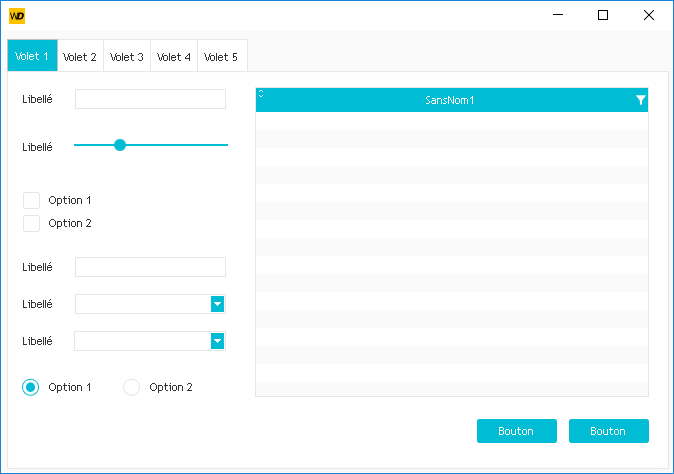 WD
Volet 1 Volet 2 Volet 3 Volet 4 Volet 5
Libellé
SansNom1
Libellé
Option 1
Option 2
Libellé
Libellé
Libellé
Option 1 Option 2
Bouton Bouton